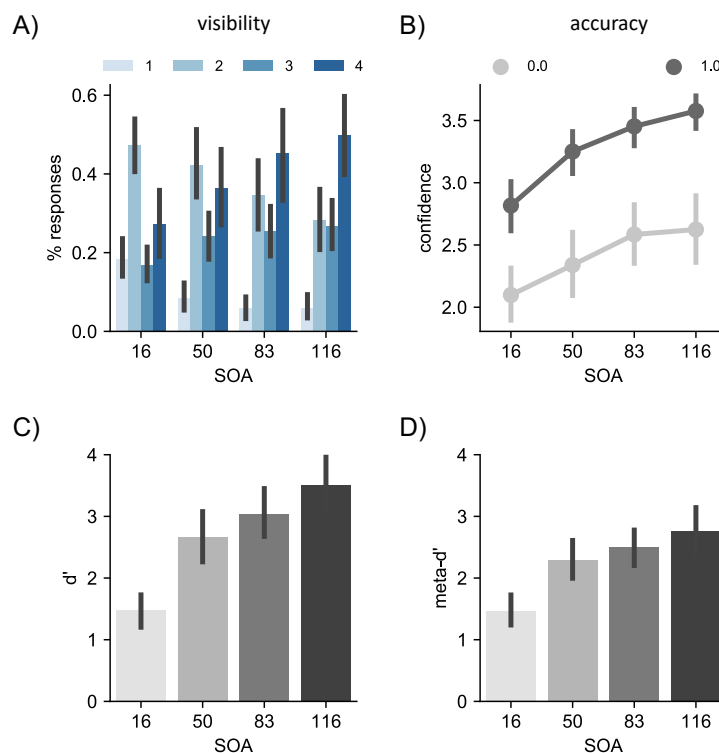 A) visibility
1 2 3 4
% responses
0.6
0.4
0.2
0.0
16 50 83 116
SOA
B) accuracy
0.0 1.0
confidence
3.5
3.0
2.5
2.0
16 50 83 116
SOA
C)
d'
4
3
2
1
0
16 50 83 116
SOA
D)
meta-d'
4
3
2
1
0
16 50 83 116
SOA